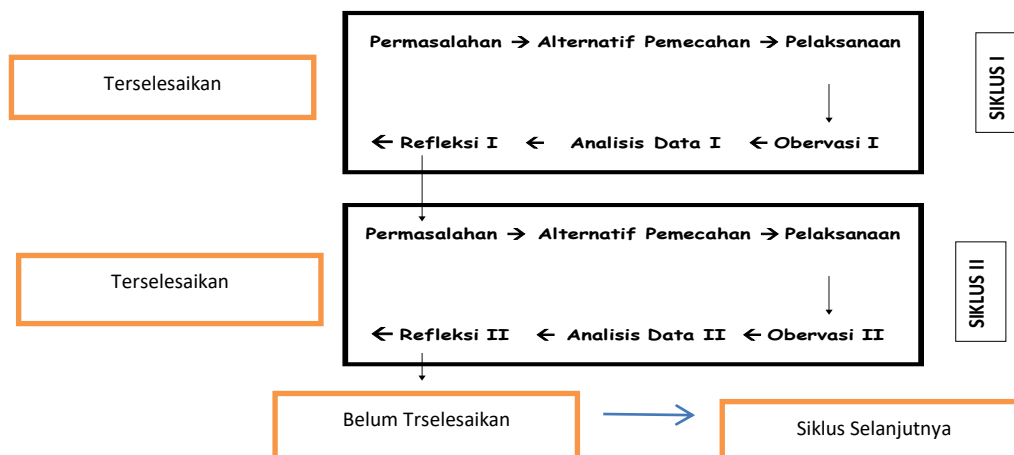 Permasalahan → Alternatif Pemecahan → Pelaksanaan
Terselesaikan
SIKLUS I
← Refleksi I ← Analisis Data I ← Obervasi I
Permasalahan → Alternatif Pemecahan → Pelaksanaan
Terselesaikan
SIKLUS II
← Refleksi II ← Analisis Data II ← Obervasi II
Belum Trselesaikan
Siklus Selanjutnya